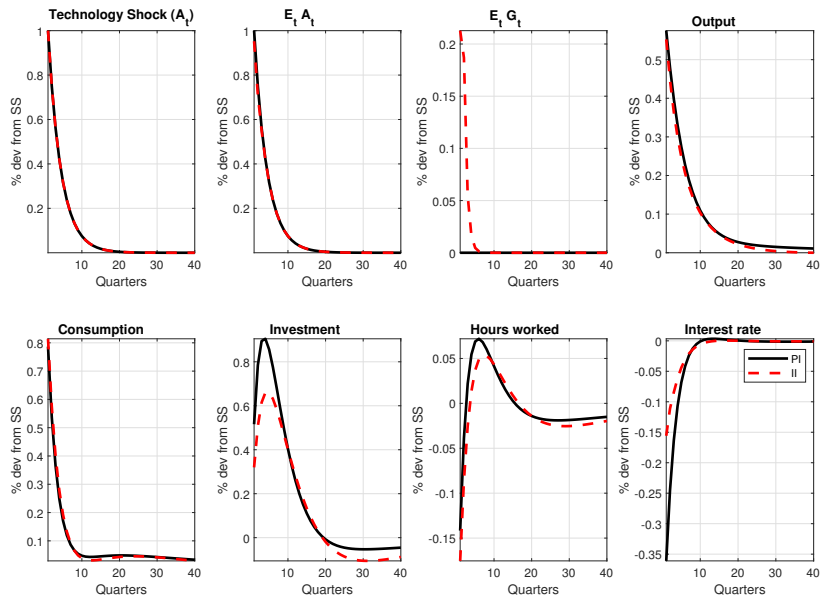 Technology Shock (A_t)
E_t A_t
E_t G_t
Output
% dev from SS
1
0.8
0.6
0.4
0.2
10 20 30 40
Quarters
% dev from SS
1
0.8
0.6
0.4
0.2
10 20 30 40
Quarters
% dev from SS
0.2
0.15
0.1
0.05
0
10 20 30 40
Quarters
% dev from SS
0.5
0.4
0.3
0.2
0.1
0
10 20 30 40
Quarters
Consumption
Investment
Hours worked
Interest rate
% dev from SS
0.8
0.7
0.6
0.5
0.4
0.3
0.2
0.1
10 20 30 40
Quarters
% dev from SS
0.8
0.6
0.4
0.2
0
10 20 30 40
Quarters
% dev from SS
0.05
0
-0.05
-0.1
-0.15
10 20 30 40
Quarters
% dev from SS
0
-0.05
-0.1
-0.15
-0.2
-0.25
-0.3
-0.35
10 20 30 40
Quarters
PI
II